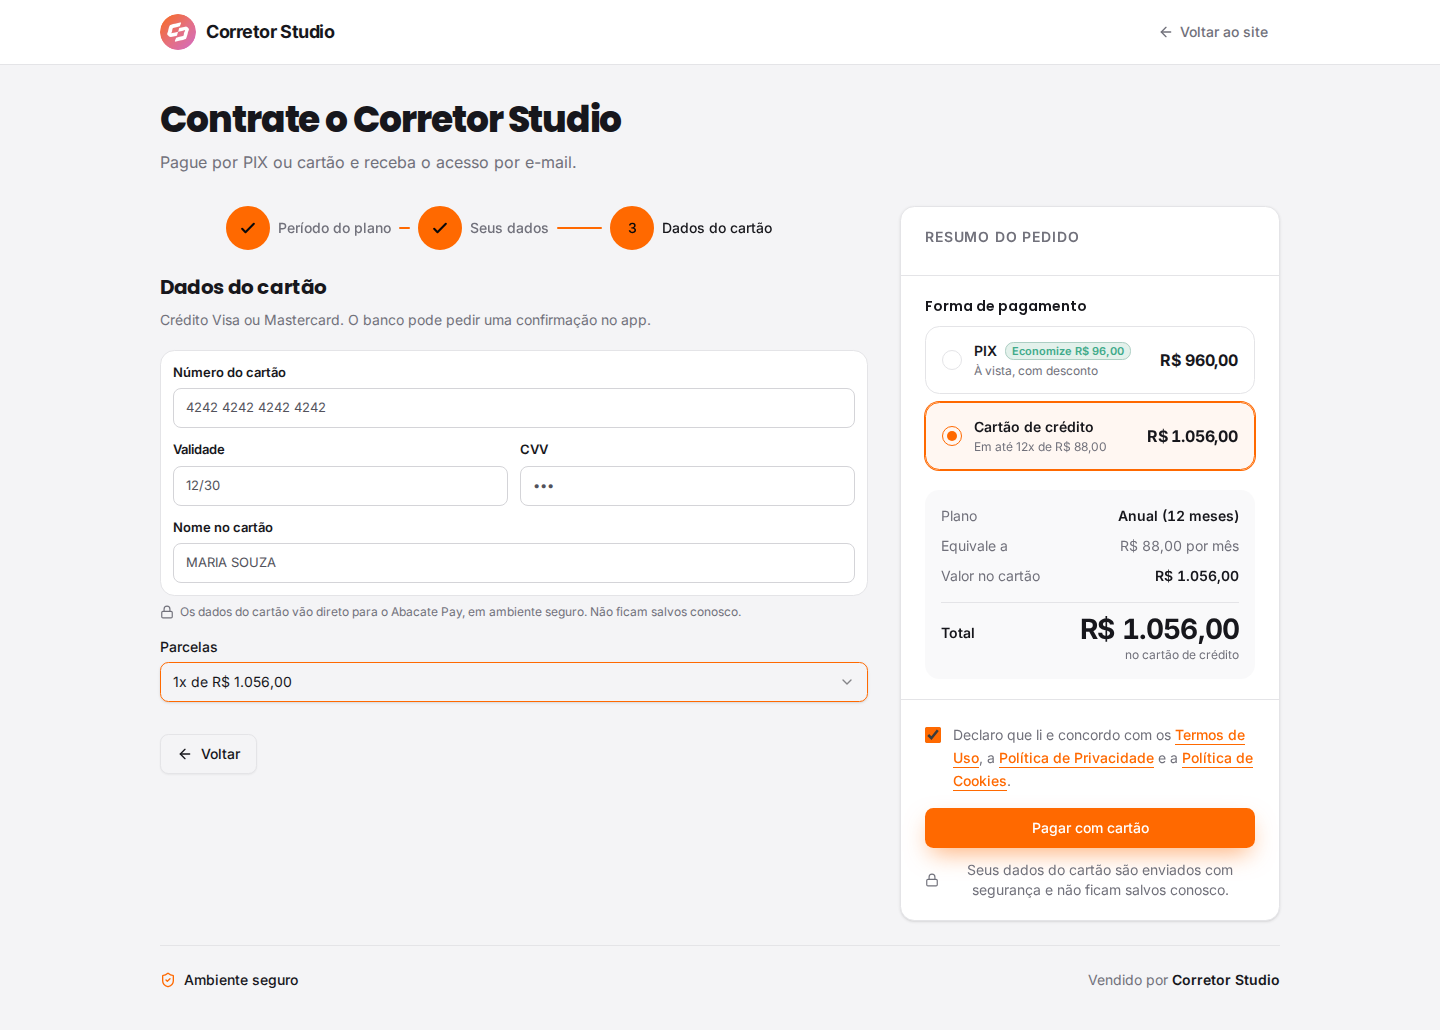 Corretor Studio
Voltar ao site
Contrate o Corretor Studio
Pague por PIX ou cartão e receba o acesso por e-mail.
Período do plano
Seus dados
3
Dados do cartão
Dados do cartão
Crédito Visa ou Mastercard. O banco pode pedir uma confirmação no app.
Número do cartão
4242 4242 4242 4242
Validade
CVV
12/30
•••
Nome no cartão
MARIA SOUZA
Os dados do cartão vão direto para o Abacate Pay, em ambiente seguro. Não ficam salvos conosco.
Parcelas
1x de R$ 1.056,00
Voltar
RESUMO DO PEDIDO
Forma de pagamento
PIX Economize R$ 96,00
À vista, com desconto
R$ 960,00
Cartão de crédito
Em até 12x de R$ 88,00
R$ 1.056,00
Plano Anual (12 meses)
Equivale a R$ 88,00 por mês
Valor no cartão R$ 1.056,00
Total R$ 1.056,00
no cartão de crédito
Declaro que li e concordo com os Termos de
Uso, a Política de Privacidade e a Política de
Cookies.
Pagar com cartão
Seus dados do cartão são enviados com
segurança e não ficam salvos conosco.
Ambiente seguro
Vendido por Corretor Studio